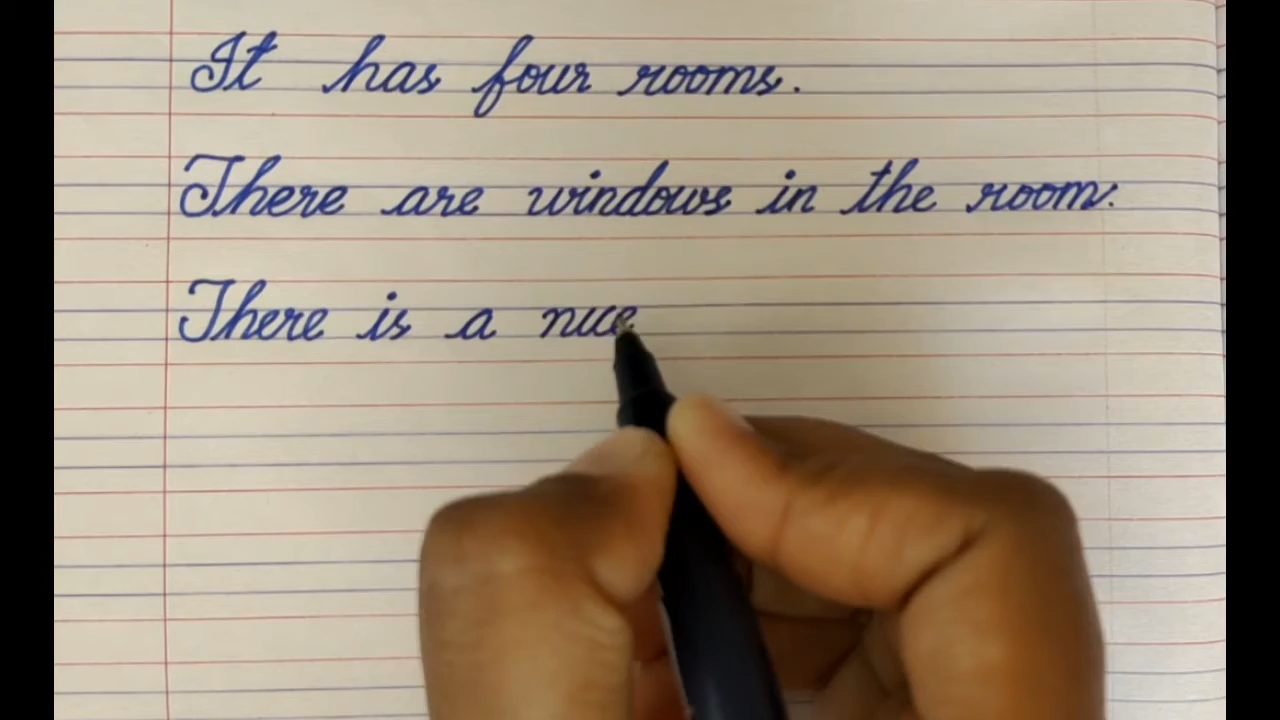 It has four rooms.
There are windows in the room.
There is a nice